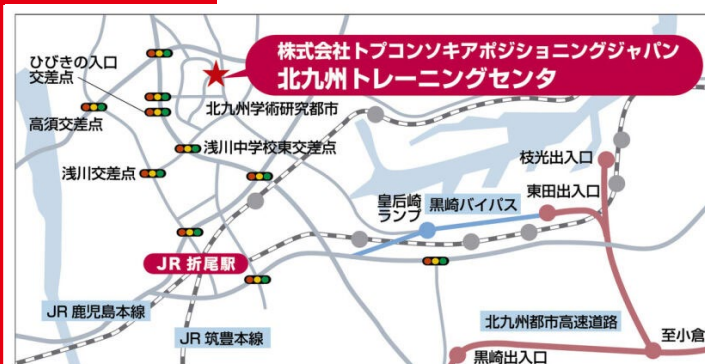 株式会社トプコンソキアポジショニングジャパン
北九州トレーニングセンタ
ひびきの入口
交差点
高須交差点
北九州学術研究都市
浅川中学校東交差点
浅川交差点
枝光出入口
東田出入口
皇后崎
ランプ
黒崎バイパス
JR 折尾駅
JR 鹿児島本線
JR 筑豊本線
北九州都市高速道路
至小倉
黒崎出入口